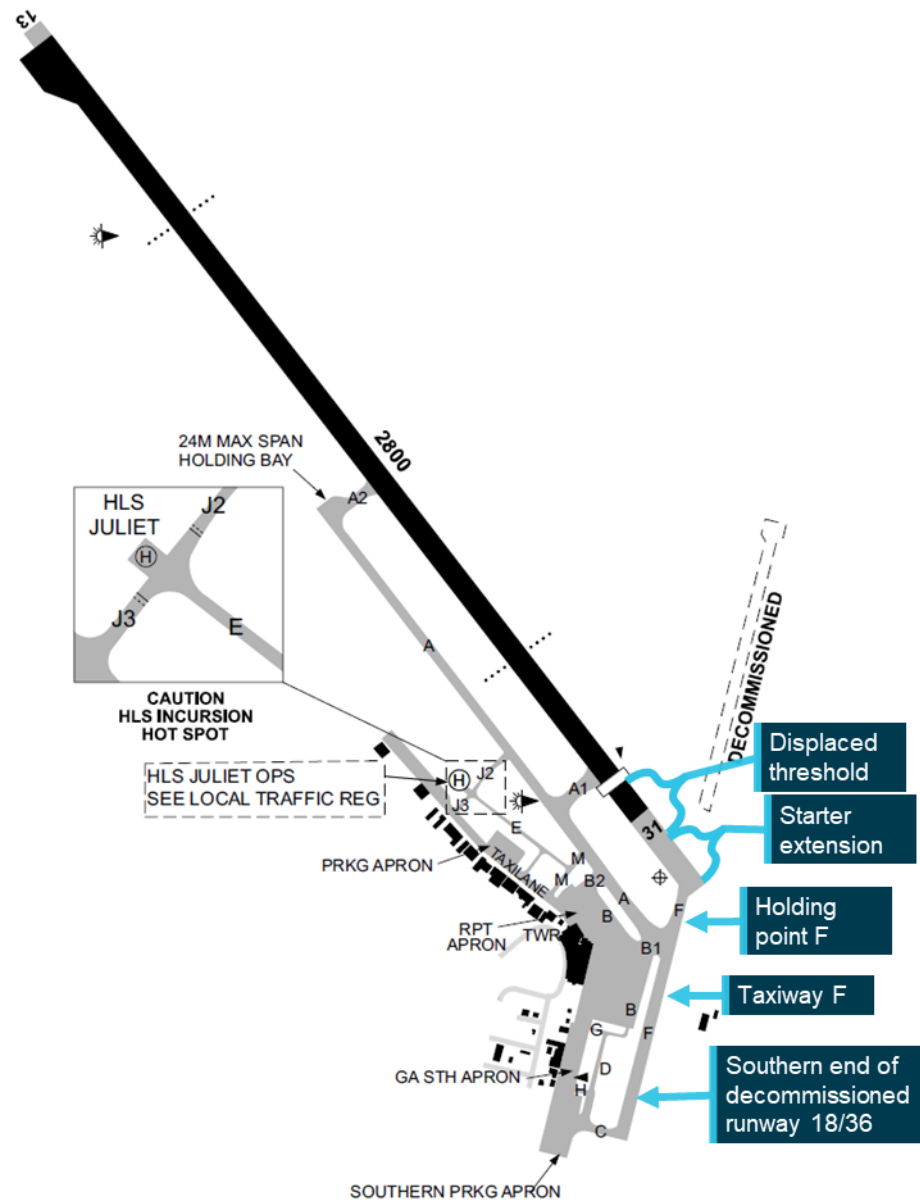 13
2800
24M MAX SPAN
HOLDING BAY
A2
HLS
JULIET
J2
H
J3
E
CAUTION
HLS INCURSION
HOT SPOT
A
DECOMMISSIONED
Displaced
threshold
HLS JULIET OPS
SEE LOCAL TRAFFIC REG
H
J2
J3
A1
31
Starter
extension
E
PRKG APRON
TAXILANE
M
M
B2
A
B
F
Holding
point F
RPT
APRON
TWR
B1
Taxiway F
B
G
F
GA STH APRON
D
H
Southern end of
decommissioned
runway 18/36
C
SOUTHERN PRKG APRON